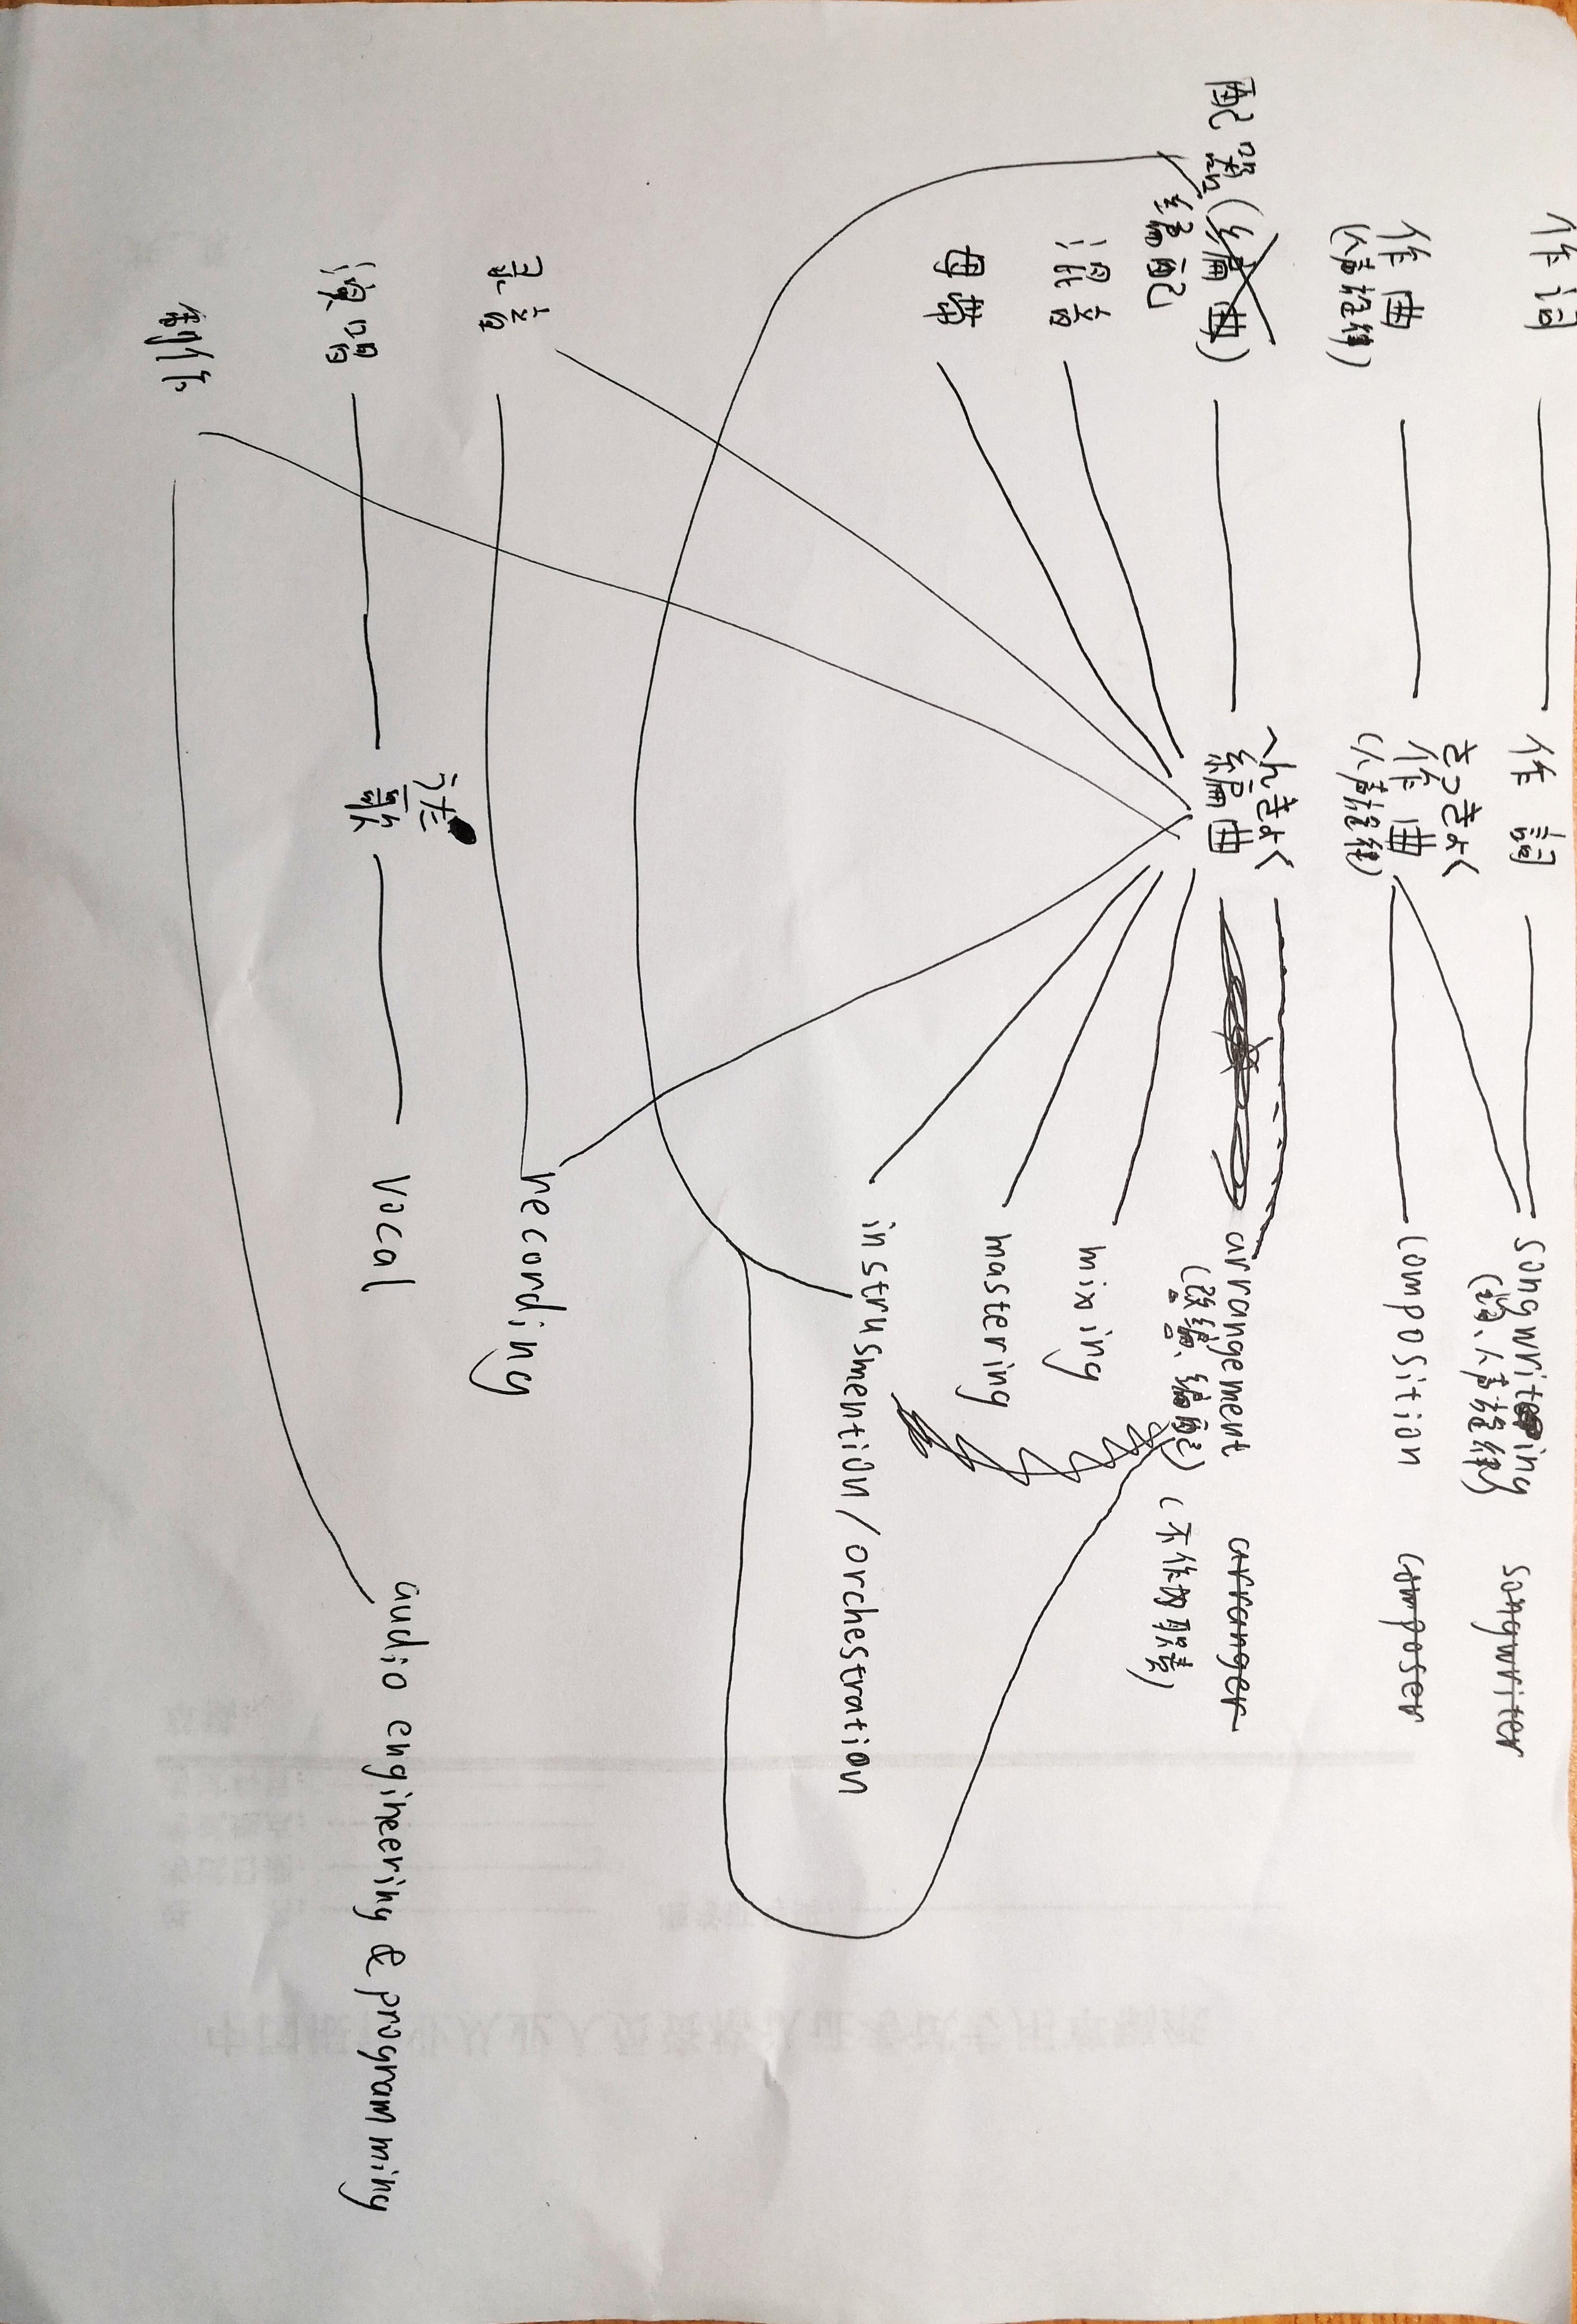 作词 作詞 songwriting songwriter
(词、人声旋律)
さっきょく
作曲 作曲 composition composer
(人声旋律) (人声旋律)
へんきょく
配器(编曲) 編曲 arrangement arranger
编配 (改编、编配) (不作为职责)
混音 mixing
母带 mastering
instrusmention/orchestration
录音 recording
うた
演唱 歌 vocal audio engineering & programming
制作